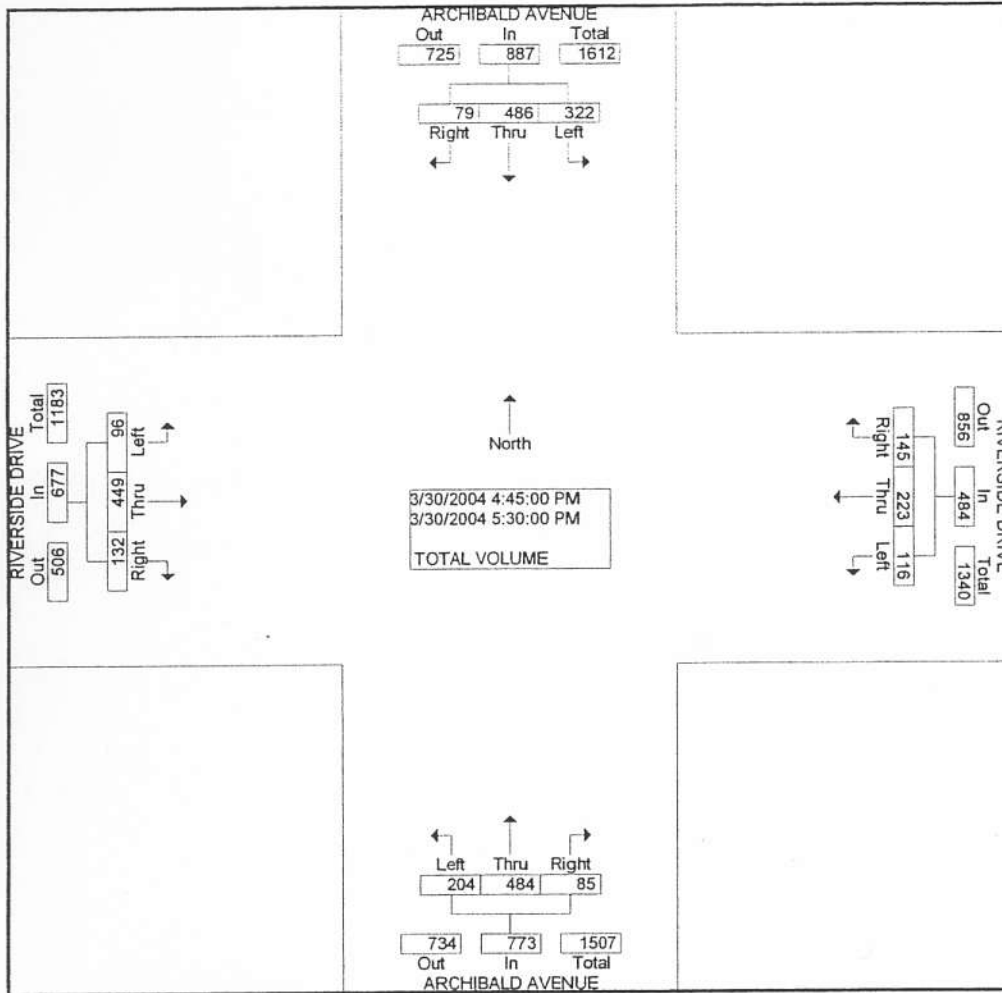 ARCHIBALD AVENUE
Out In Total
725 887 1612
79 486 322
Right Thru Left
RIVERSIDE DRIVE
Total In Out
1183 677 506
96 449 132
Left Thru Right
North
3/30/2004 4:45:00 PM
3/30/2004 5:30:00 PM
TOTAL VOLUME
Right Thru Left
145 223 116
Out In Total
856 484 1340
RIVERSIDE DRIVE
Left Thru Right
204 484 85
734 773 1507
Out In Total
ARCHIBALD AVENUE